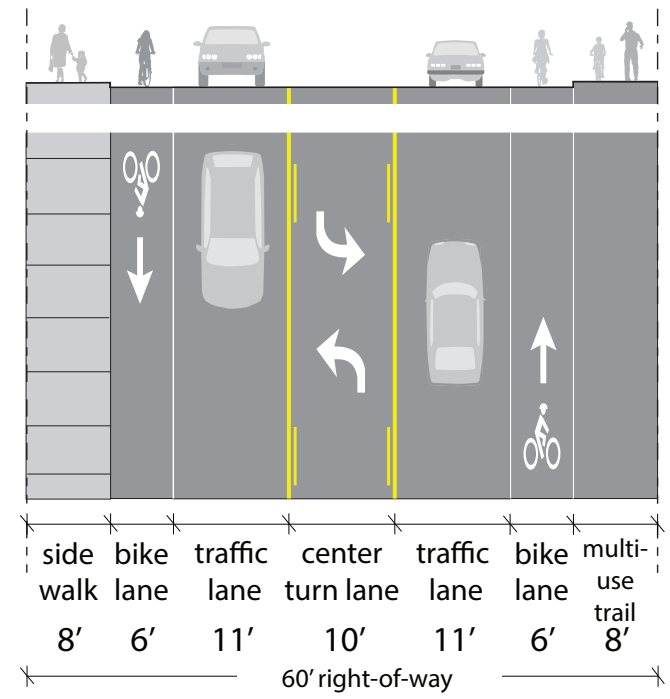 side walk
8’
bike lane
6’
traffic lane
11’
center turn lane
10’
traffic lane
11’
bike lane
6’
multi-use trail
8’
60’ right-of-way